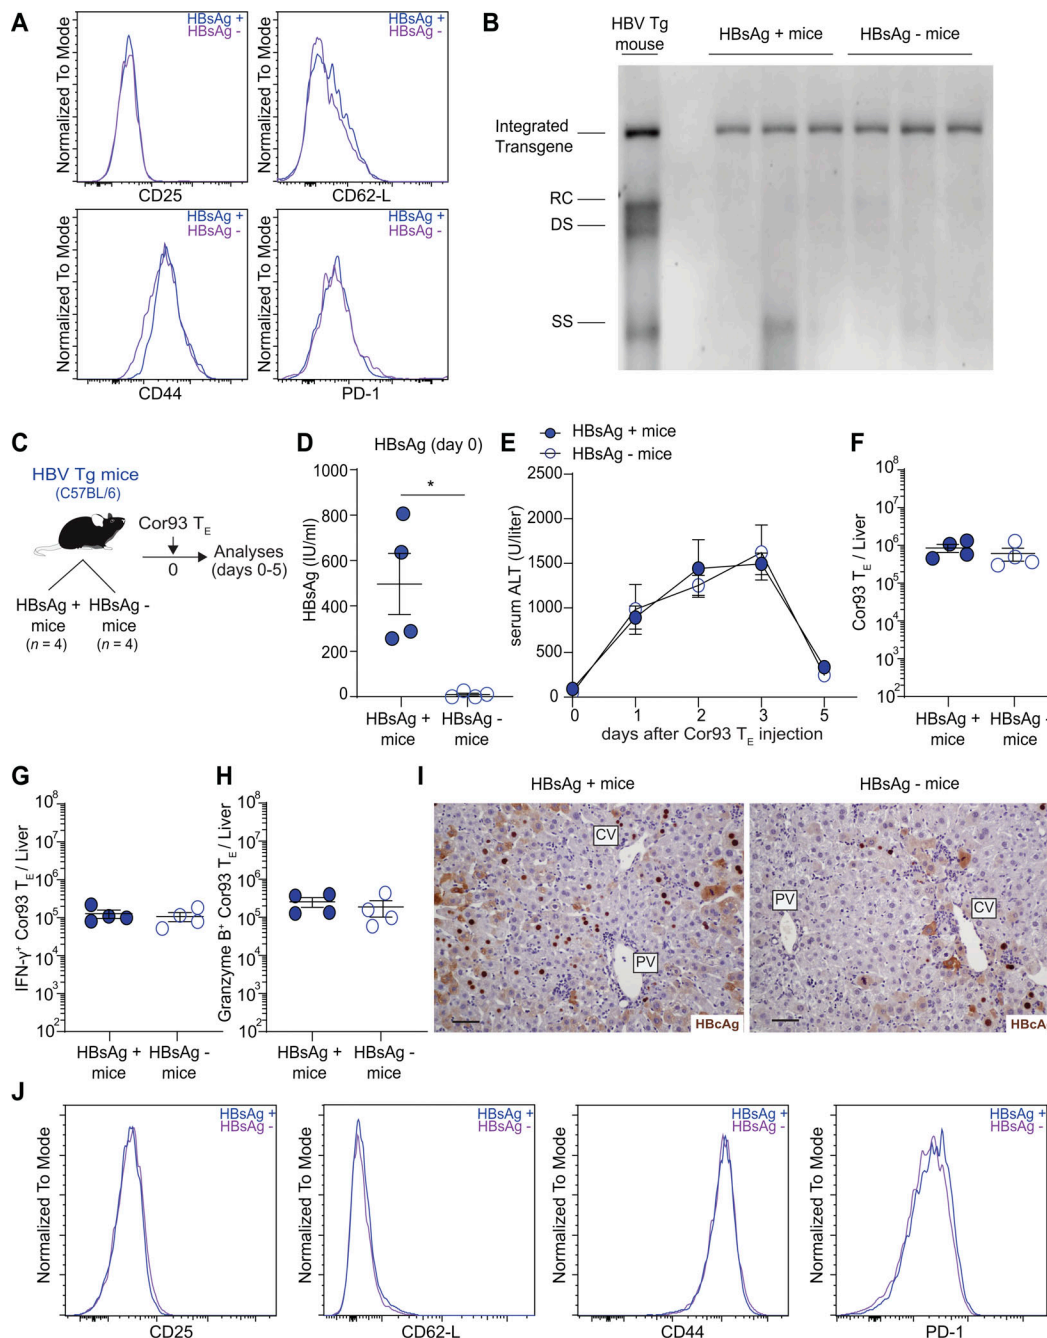 A
HBsAg +
HBsAg -
Normalized To Mode
CD25
HBsAg +
HBsAg -
Normalized To Mode
CD62-L
HBsAg +
HBsAg -
Normalized To Mode
CD44
HBsAg +
HBsAg -
Normalized To Mode
PD-1
B
HBV Tg
mouse
HBsAg + mice
HBsAg - mice
Integrated
Transgene
RC
DS
SS
C
HBV Tg mice
(C57BL/6)
Cor93 TE
0
Analyses
(days 0-5)
HBsAg +
mice
(n = 4)
HBsAg -
mice
(n = 4)
D
HBsAg (day 0)
HBsAg (IU/ml)
1000
800
600
400
200
0
*
HBsAg +
mice
HBsAg -
mice
E
HBsAg + mice
HBsAg - mice
serum ALT (U/liter)
2500
2000
1500
1000
500
0
0 1 2 3 5
days after Cor93 TE injection
F
Cor93 TE / Liver
10⁸
10⁷
10⁶
10⁵
10⁴
10³
10²
HBsAg +
mice
HBsAg -
mice
G
IFN-γ⁺ Cor93 TE / Liver
10⁸
10⁷
10⁶
10⁵
10⁴
10³
10²
HBsAg +
mice
HBsAg -
mice
H
Granzyme B⁺ Cor93 TE / Liver
10⁸
10⁷
10⁶
10⁵
10⁴
10³
10²
HBsAg +
mice
HBsAg -
mice
I
HBsAg + mice
CV
PV
HBcAg
HBsAg - mice
PV
CV
HBcA
J
HBsAg +
HBsAg -
Normalized To Mode
CD25
HBsAg +
HBsAg -
Normalized To Mode
CD62-L
HBsAg +
HBsAg -
Normalized To Mode
CD44
HBsAg +
HBsAg -
Normalized To Mode
PD-1